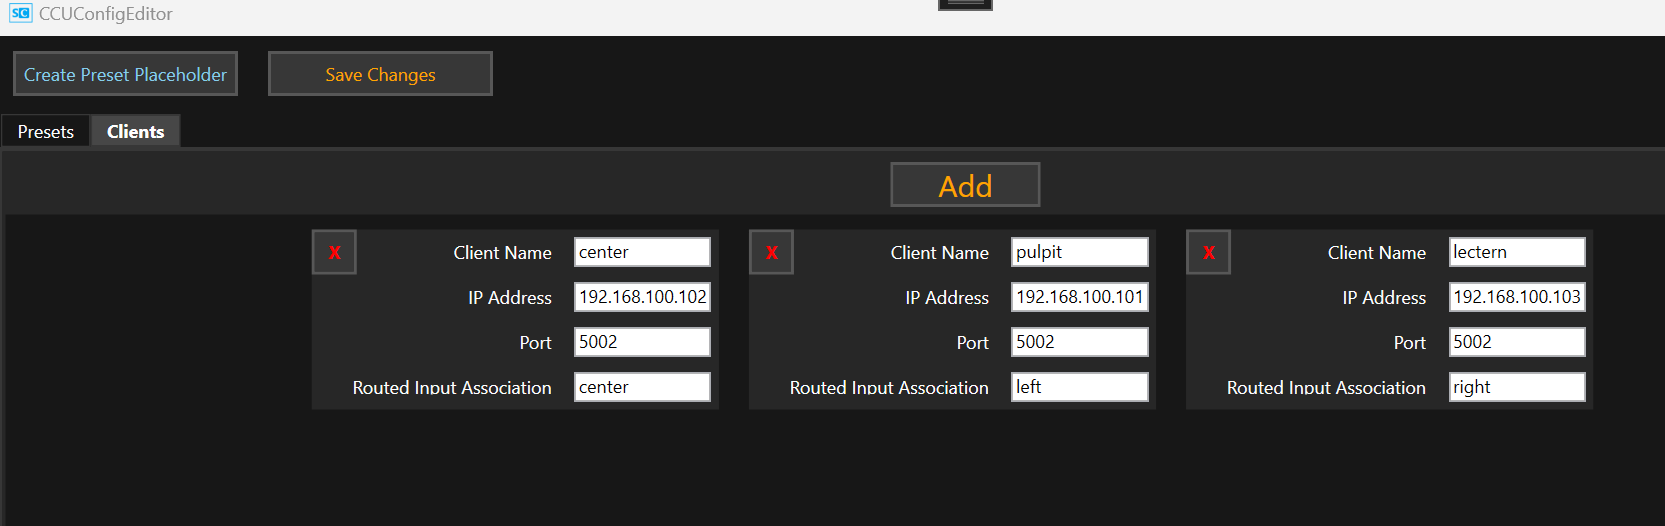 SC CCUConfigEditor
Create Preset Placeholder Save Changes
Presets Clients
Add
X Client Name center X Client Name pulpit X Client Name lectern
IP Address 192.168.100.102 IP Address 192.168.100.101 IP Address 192.168.100.103
Port 5002 Port 5002 Port 5002
Routed Input Association center Routed Input Association left Routed Input Association right